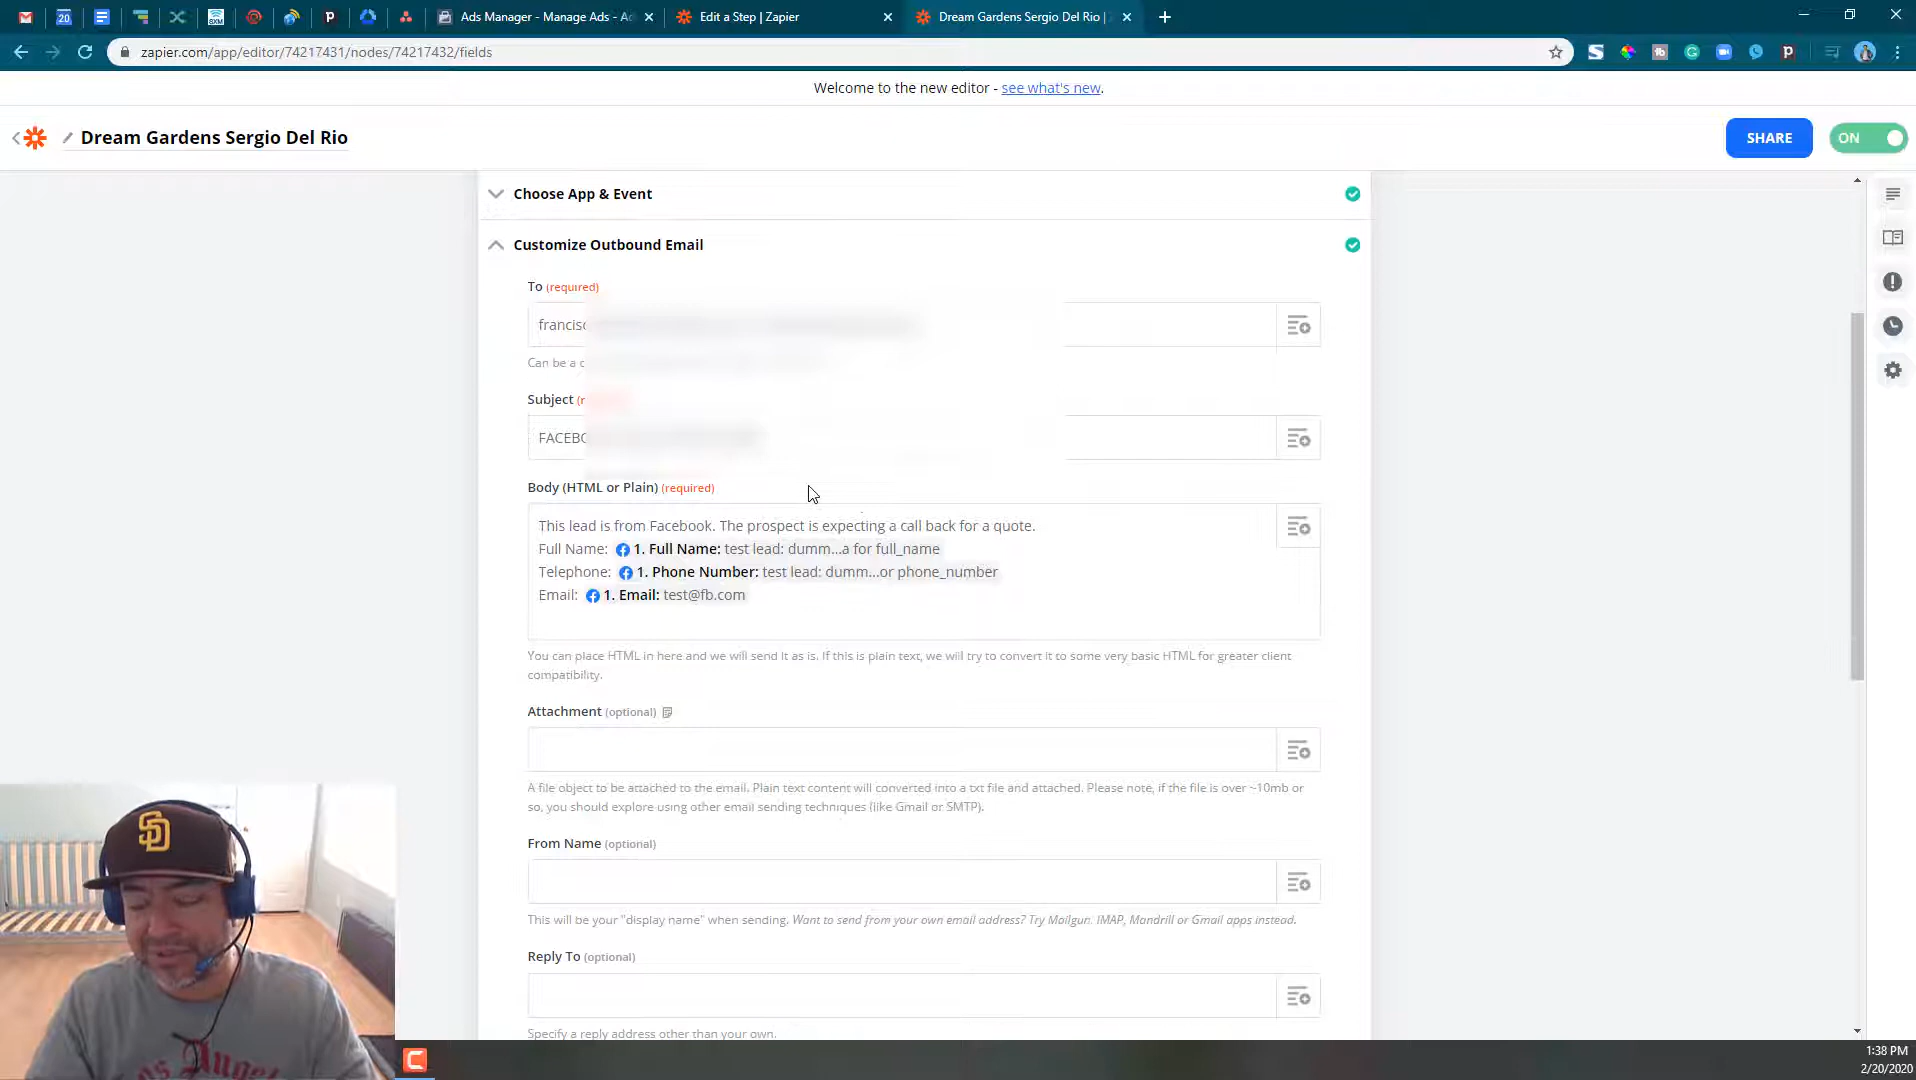 Ads Manager - Manage Ads - Ad
Edit a Step | Zapier
Dream Gardens Sergio Del Rio |
zapier.com/app/editor/74217431/nodes/74217432/fields
Welcome to the new editor - see what's new.
Dream Gardens Sergio Del Rio
SHARE
ON
Choose App & Event
Customize Outbound Email
To (required)
francisc
Can be a c
Subject (r
FACEBO
Body (HTML or Plain) (required)
This lead is from Facebook. The prospect is expecting a call back for a quote.
Full Name: 1. Full Name: test lead: dumm...a for full_name
Telephone: 1. Phone Number: test lead: dumm...or phone_number
Email: 1. Email: test@fb.com
You can place HTML in here and we will send it as is. If this is plain text, we will try to convert it to some very basic HTML for greater client
compatibility.
Attachment (optional)
A file object to be attached to the email. Plain text content will converted into a txt file and attached. Please note, if the file is over ~10mb or
so, you should explore using other email sending techniques (like Gmail or SMTP).
From Name (optional)
This will be your "display name" when sending. Want to send from your own email address? Try Mailgun, IMAP, Mandrill or Gmail apps instead.
Reply To (optional)
Specify a reply address other than your own.
SD
Los Angel
1:38 PM
2/20/2020